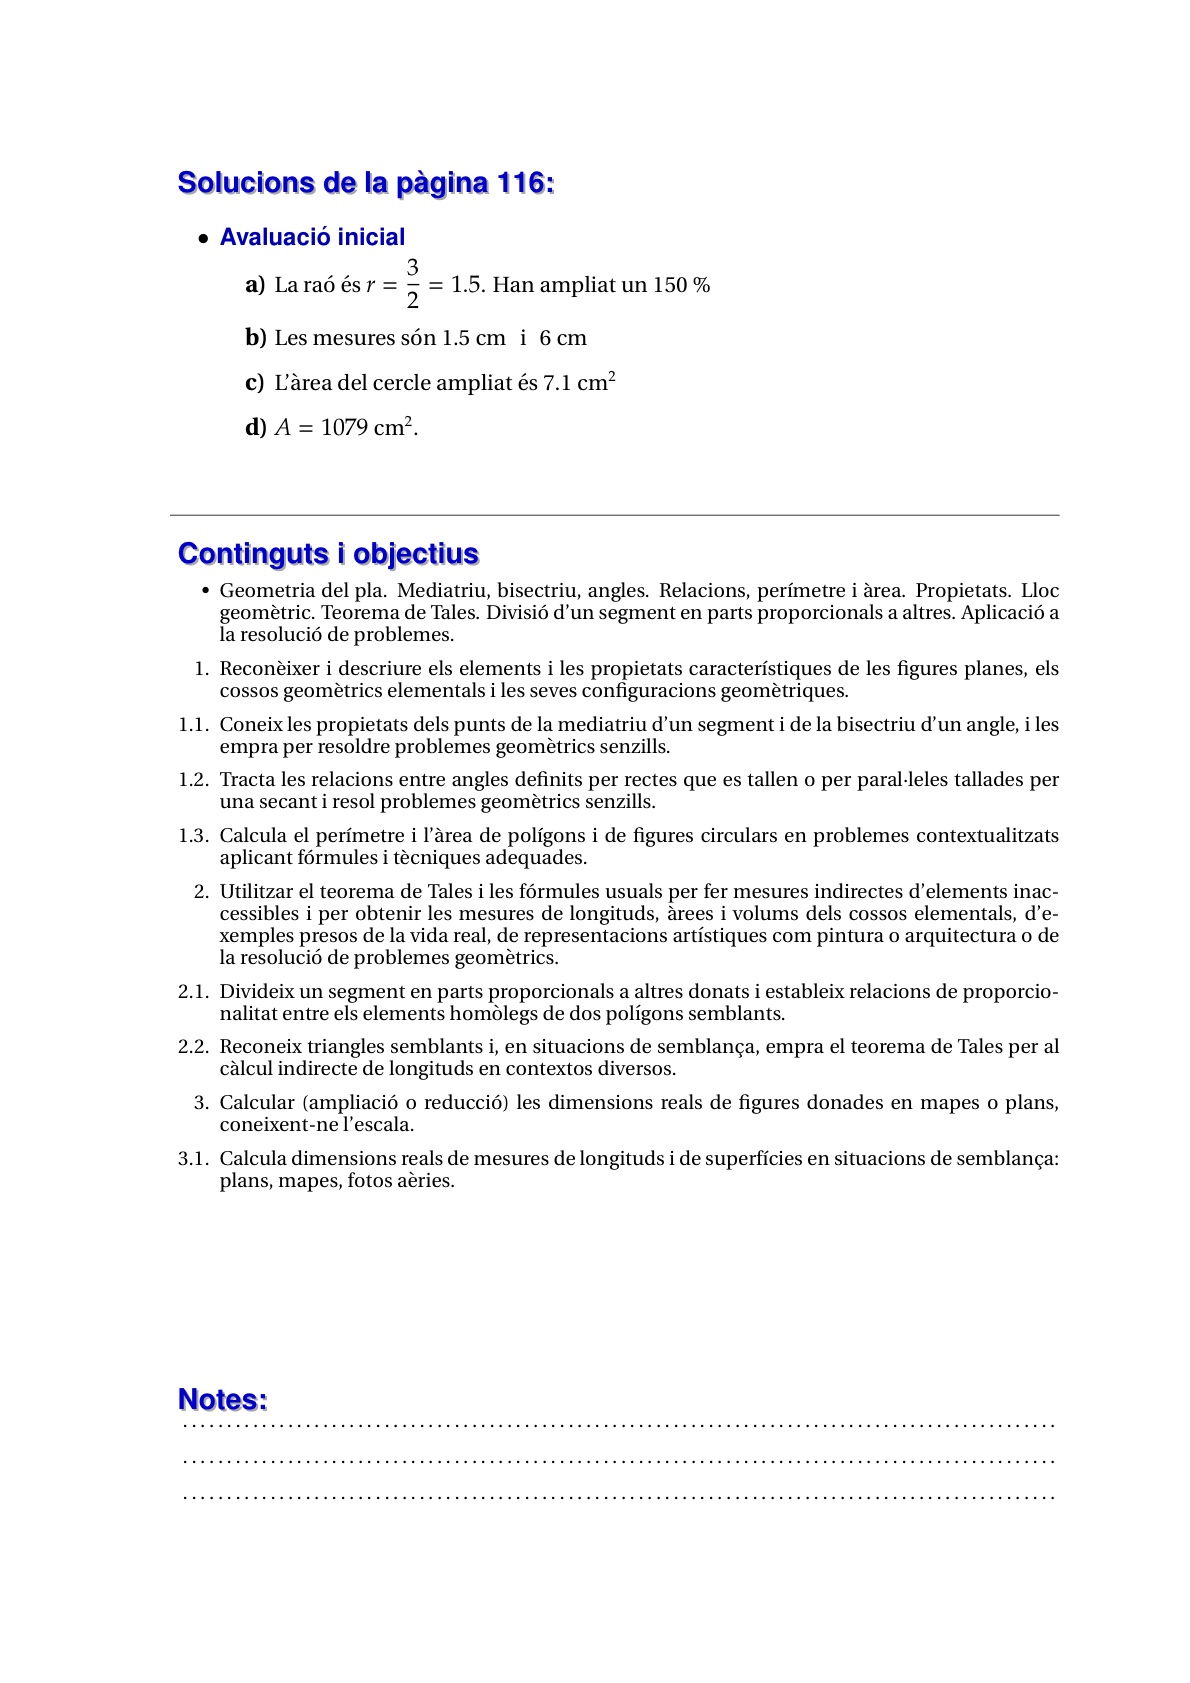 Solucions de la pàgina 116:
• Avaluació inicial
a) La raó és r = 3/2 = 1.5. Han ampliat un 150 %
b) Les mesures són 1.5 cm i 6 cm
c) L'àrea del cercle ampliat és 7.1 cm²
d) A = 1079 cm².
Continguts i objectius
• Geometria del pla. Mediatriu, bisectriu, angles. Relacions, perímetre i àrea. Propietats. Lloc
geomètric. Teorema de Tales. Divisió d'un segment en parts proporcionals a altres. Aplicació a
la resolució de problemes.
1. Reconèixer i descriure els elements i les propietats característiques de les figures planes, els
cossos geomètrics elementals i les seves configuracions geomètriques.
1.1. Coneix les propietats dels punts de la mediatriu d'un segment i de la bisectriu d'un angle, i les
empra per resoldre problemes geomètrics senzills.
1.2. Tracta les relacions entre angles definits per rectes que es tallen o per paral·leles tallades per
una secant i resol problemes geomètrics senzills.
1.3. Calcula el perímetre i l'àrea de polígons i de figures circulars en problemes contextualitzats
aplicant fórmules i tècniques adequades.
2. Utilitzar el teorema de Tales i les fórmules usuals per fer mesures indirectes d'elements inac-
cessibles i per obtenir les mesures de longituds, àrees i volums dels cossos elementals, d'e-
xemples presos de la vida real, de representacions artístiques com pintura o arquitectura o de
la resolució de problemes geomètrics.
2.1. Divideix un segment en parts proporcionals a altres donats i estableix relacions de proporcio-
nalitat entre els elements homòlegs de dos polígons semblants.
2.2. Reconeix triangles semblants i, en situacions de semblança, empra el teorema de Tales per al
càlcul indirecte de longituds en contextos diversos.
3. Calcular (ampliació o reducció) les dimensions reals de figures donades en mapes o plans,
coneixent-ne l'escala.
3.1. Calcula dimensions reals de mesures de longituds i de superfícies en situacions de semblança:
plans, mapes, fotos aèries.
Notes: